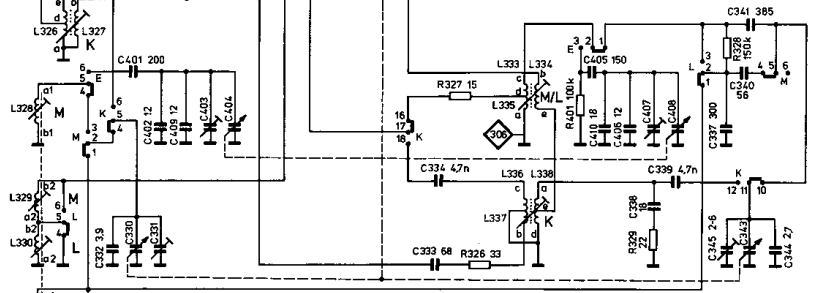 e b
d
L326 L327
a K
C401 200
6
5 E
4
a1
L328 M
b1
6
K 5
4
3
M 2
1
C402 12
C409 12
C403
C404
b2
L329
a2
b2
L330
a2
M
6
5 L
4
L
C332 3,9
C330
C331
R327 15
16
17 K
18
L333 L334
c b
d M/L
L335
a e
306
C334 4,7n
L336 L338
c a
L337
b d e
K
C333 68
R326 33
3 2 1
E
C405 150
R401 100k
C410 18
C406 12
C407
C408
C341 385
R328 150k
3
L 2
1
C340 56
4 5 6
M
C337 300
C339 4,7n
C338 18
R329 22
K
12 11 10
C345 2-6
C343
C344 2,7